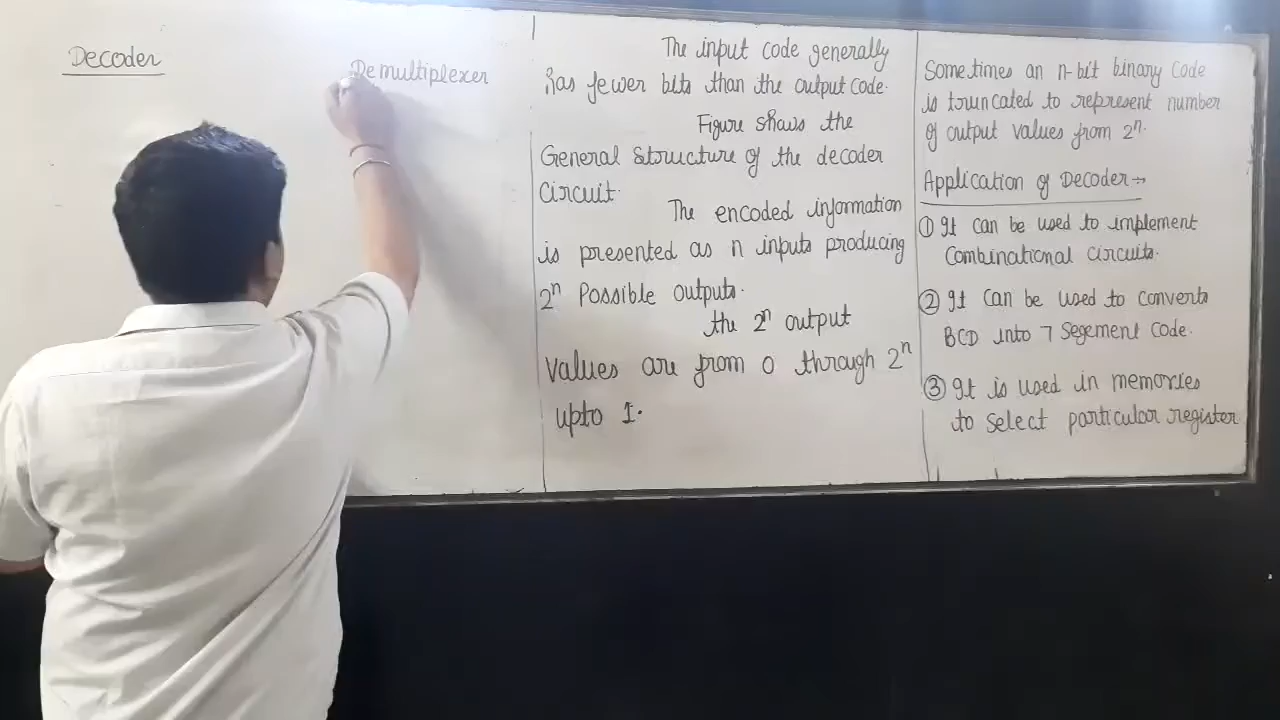 Decoder
Demultiplexer
The input code generally
has fewer bits than the output code.
Figure shows the
General Structure of the decoder
Circuit.
The encoded information
is presented as n inputs producing
2ⁿ Possible outputs.
the 2ⁿ output
values are from 0 through 2ⁿ
upto 1.
Sometimes an n-bit binary code
is truncated to represent number
of output values from 2ⁿ.
Application of Decoder→
① It can be used to implement
Combinational circuits.
② It can be used to converts
BCD into 7 Segement Code.
③ It is used in memories
to select particular register